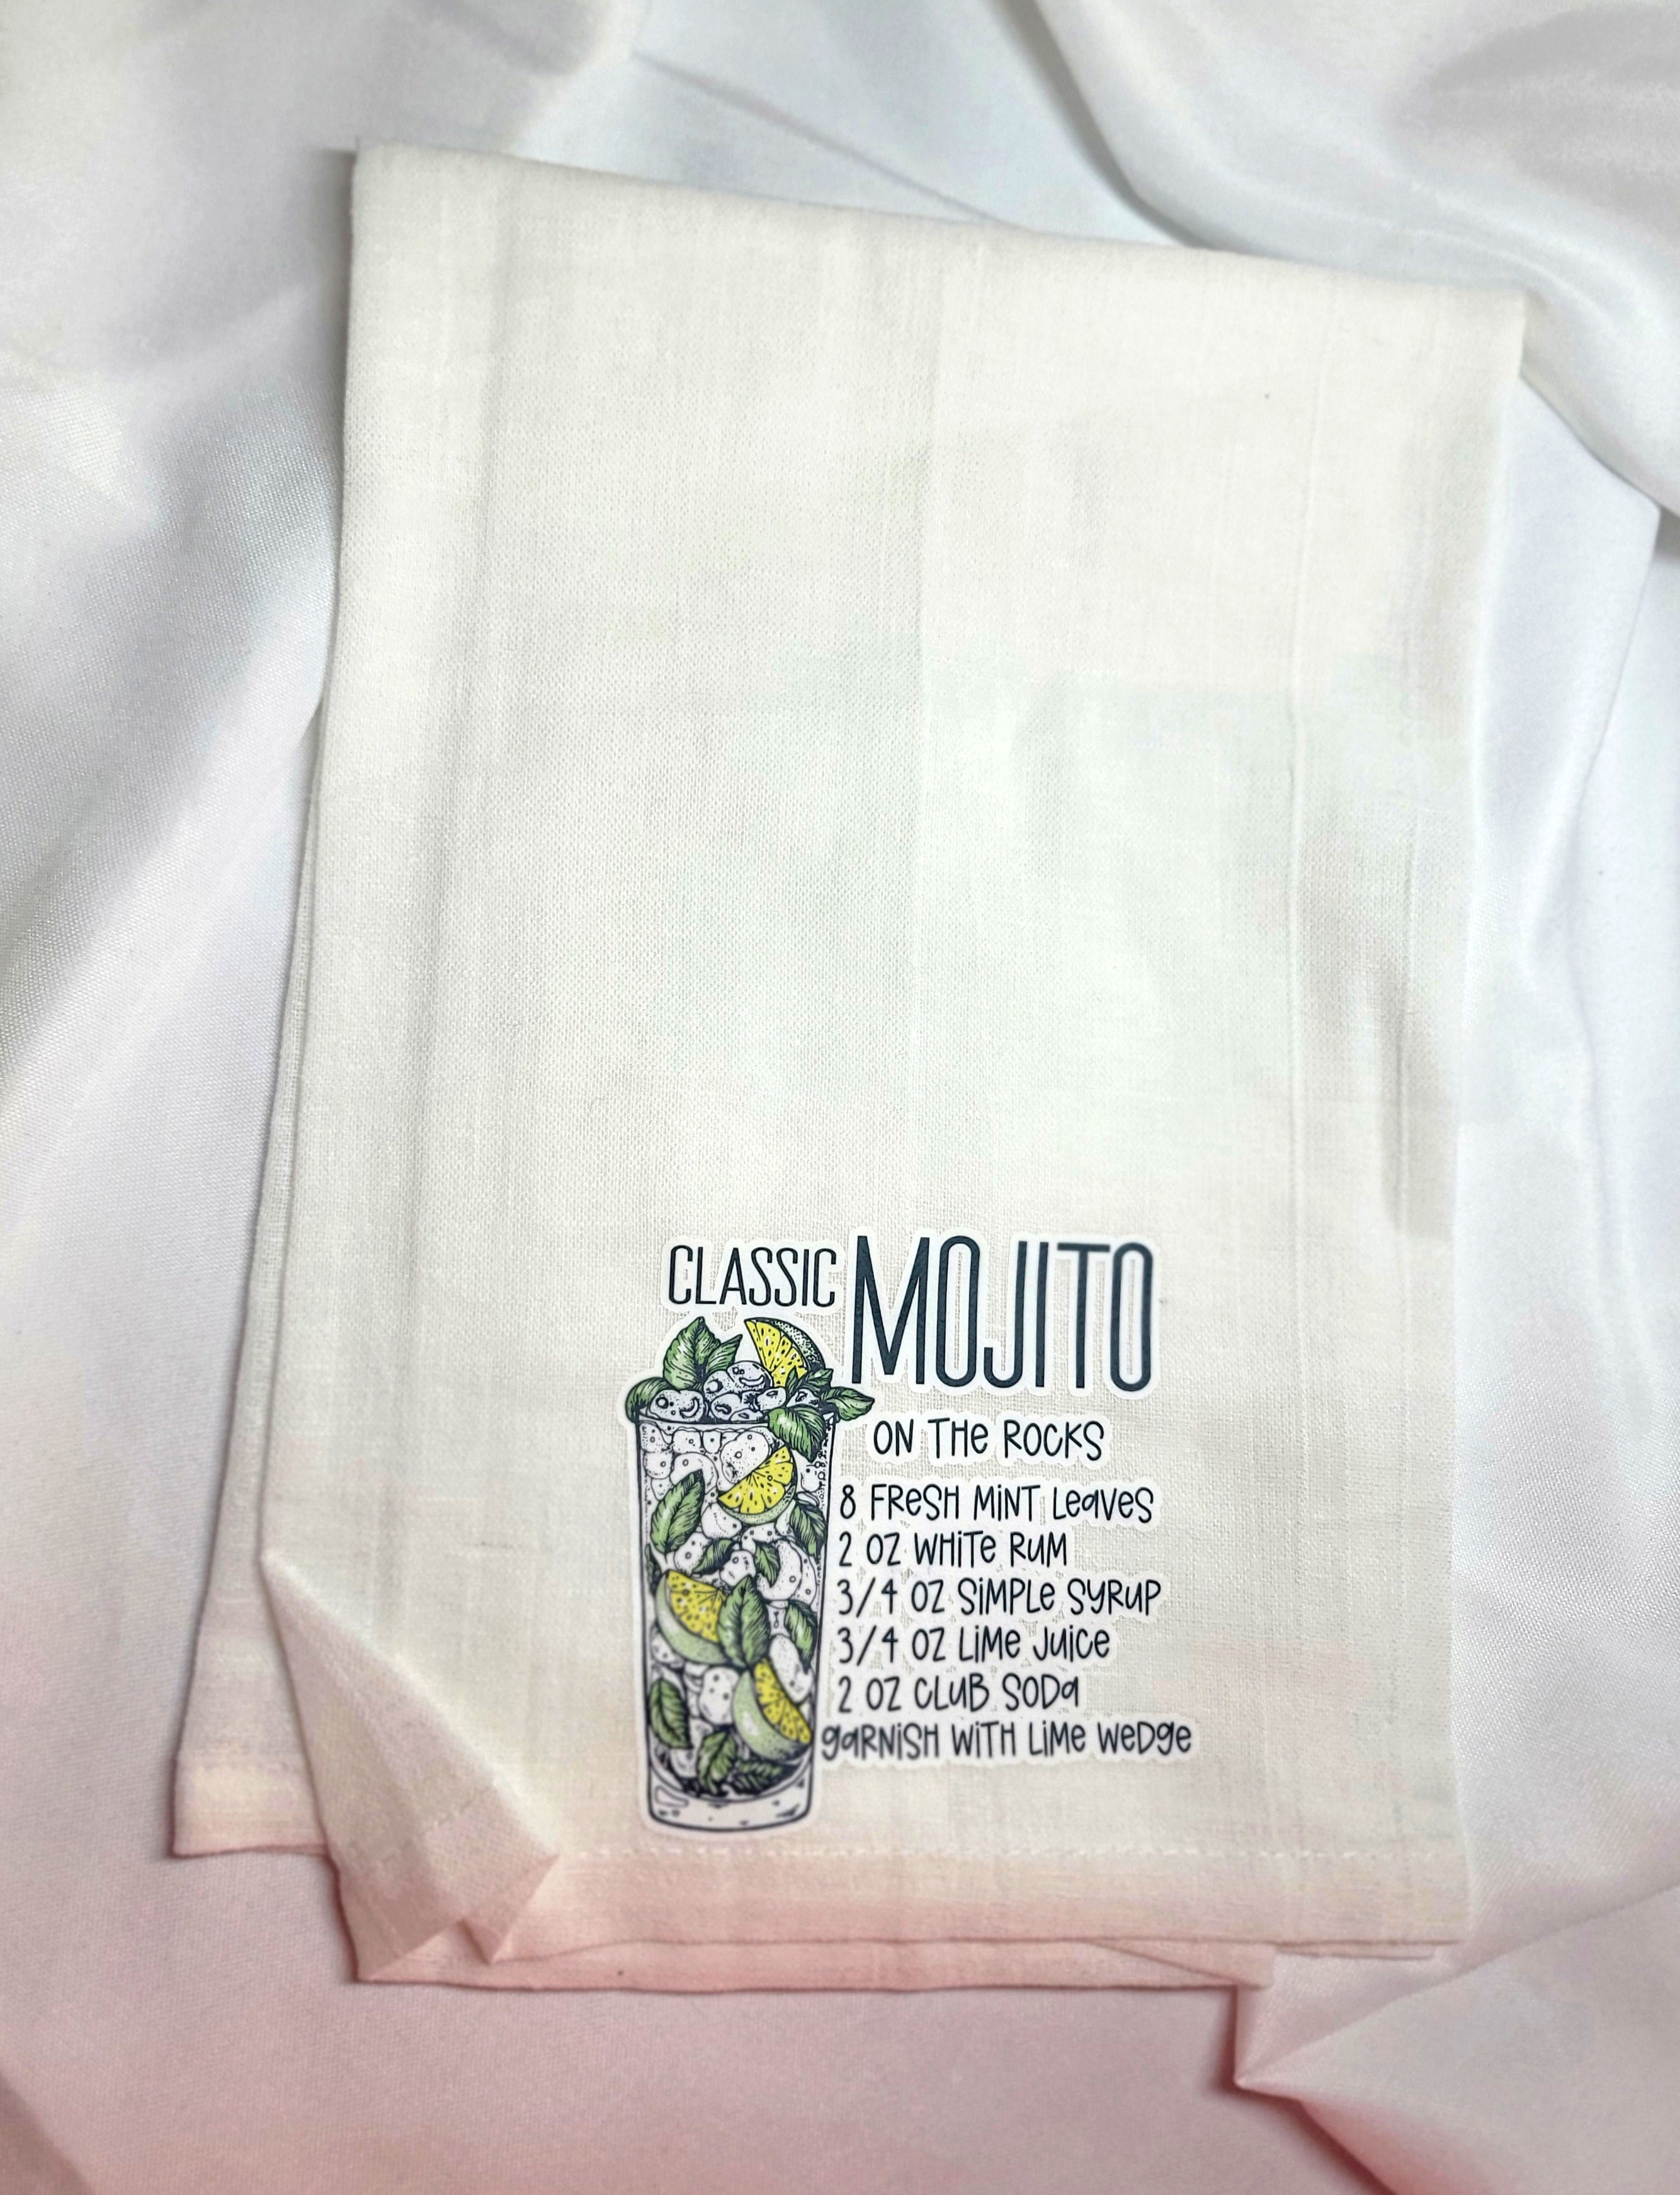 CLASSIC MOJITO
ON THE ROCKS
8 FRESH MINT LEAVES
2 OZ WHITE RUM
3/4 OZ SIMPLE SYRUP
3/4 OZ LIME JUICE
2 OZ CLUB SODA
GARNISH WITH LIME WEDGE